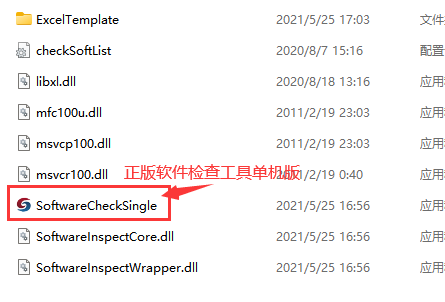 ExcelTemplate 2021/5/25 17:03 文件
checkSoftList 2020/8/7 15:16 配置
libxl.dll 2020/8/18 13:16 应用
mfc100u.dll 2011/2/19 23:03 应用
msvcp100.dll 2011/2/19 23:03 应用
正版软件检查工具单机版
msvcr100.dll 2011/2/19 0:40 应用
SoftwareCheckSingle 2021/5/25 16:56 应用
SoftwareInspectCore.dll 2021/5/25 16:56 应用
SoftwareInspectWrapper.dll 2021/5/25 16:56 应用